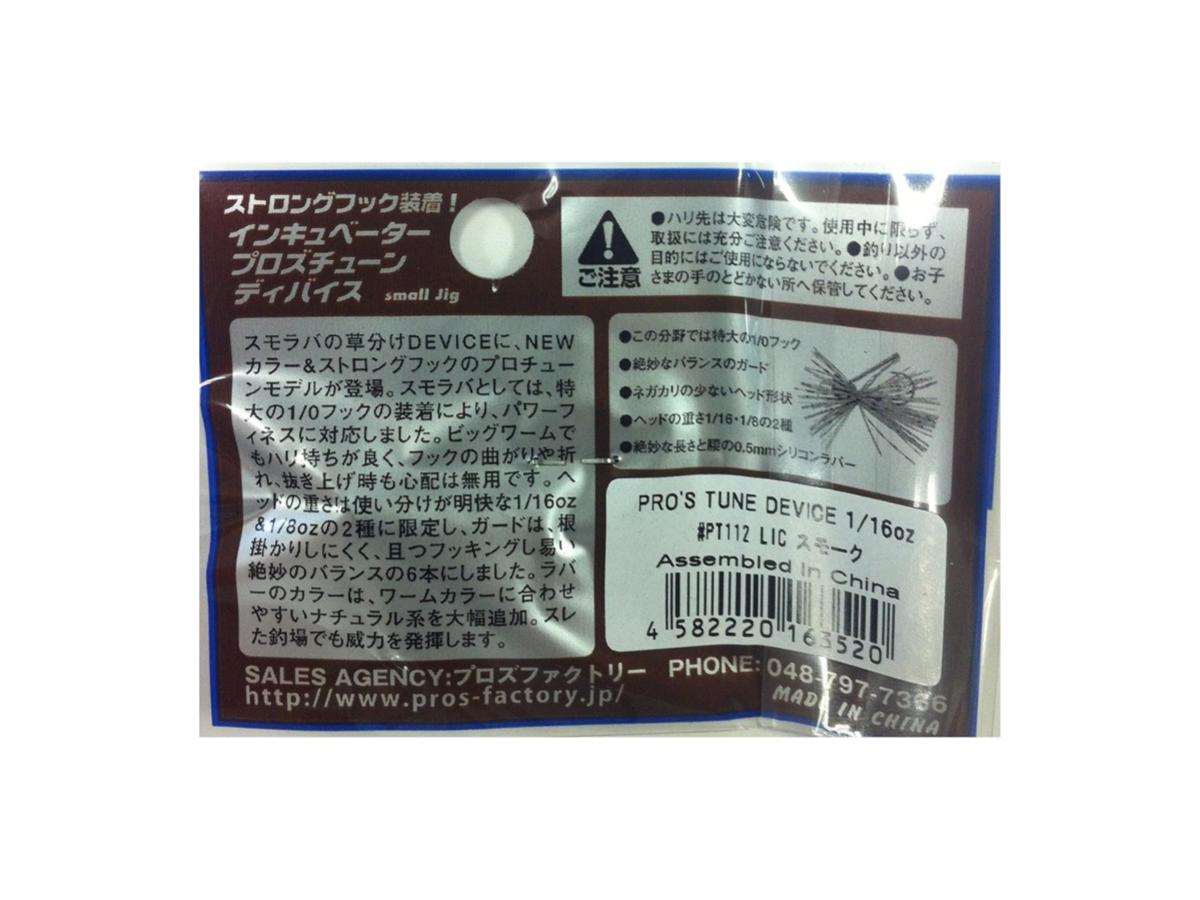 ストロングフック装着！
インキュベーター
プロズチューン
ディバイス small Jig
ご注意
●ハリ先は大変危険です。使用中に限らず、
取扱には充分ご注意ください。●釣り以外の
目的にはご使用にならないでください。●お子
さまの手のとどかない所へ保管してください。
スモラバの草分けDEVICEに、NEW
カラー&ストロングフックのプロチュー
ンモデルが登場。スモラバとしては、特
大の1/0フックの装着により、パワーフ
ィネスに対応しました。ビッグワームで
もハリ持ちが良く、フックの曲がりや折
れ、抜き上げ時も心配は無用です。ヘ
ッドの重さは使い分けが明快な1/16oz
&1/8ozの2種に限定し、ガードは、根
掛かりしにくく、且つフッキングし易い
絶妙のバランスの6本にしました。ラバ
ーのカラーは、ワームカラーに合わせ
やすいナチュラル系を大幅追加。スレ
た釣場でも威力を発揮します。
●この分野では特大の1/0フック
●絶妙なバランスのガード
●ネガカリの少ないヘッド形状
●ヘッドの重さ1/16・1/8の2種
●絶妙な長さと腰の0.5mmシリコンラバー
PRO'S TUNE DEVICE 1/16oz
#PT112 LIC スモーク
Assembled in China
4 582220 163520
SALES AGENCY:プロズファクトリー PHONE: 048-797-7366
http://www.pros-factory.jp/
MADE IN CHINA